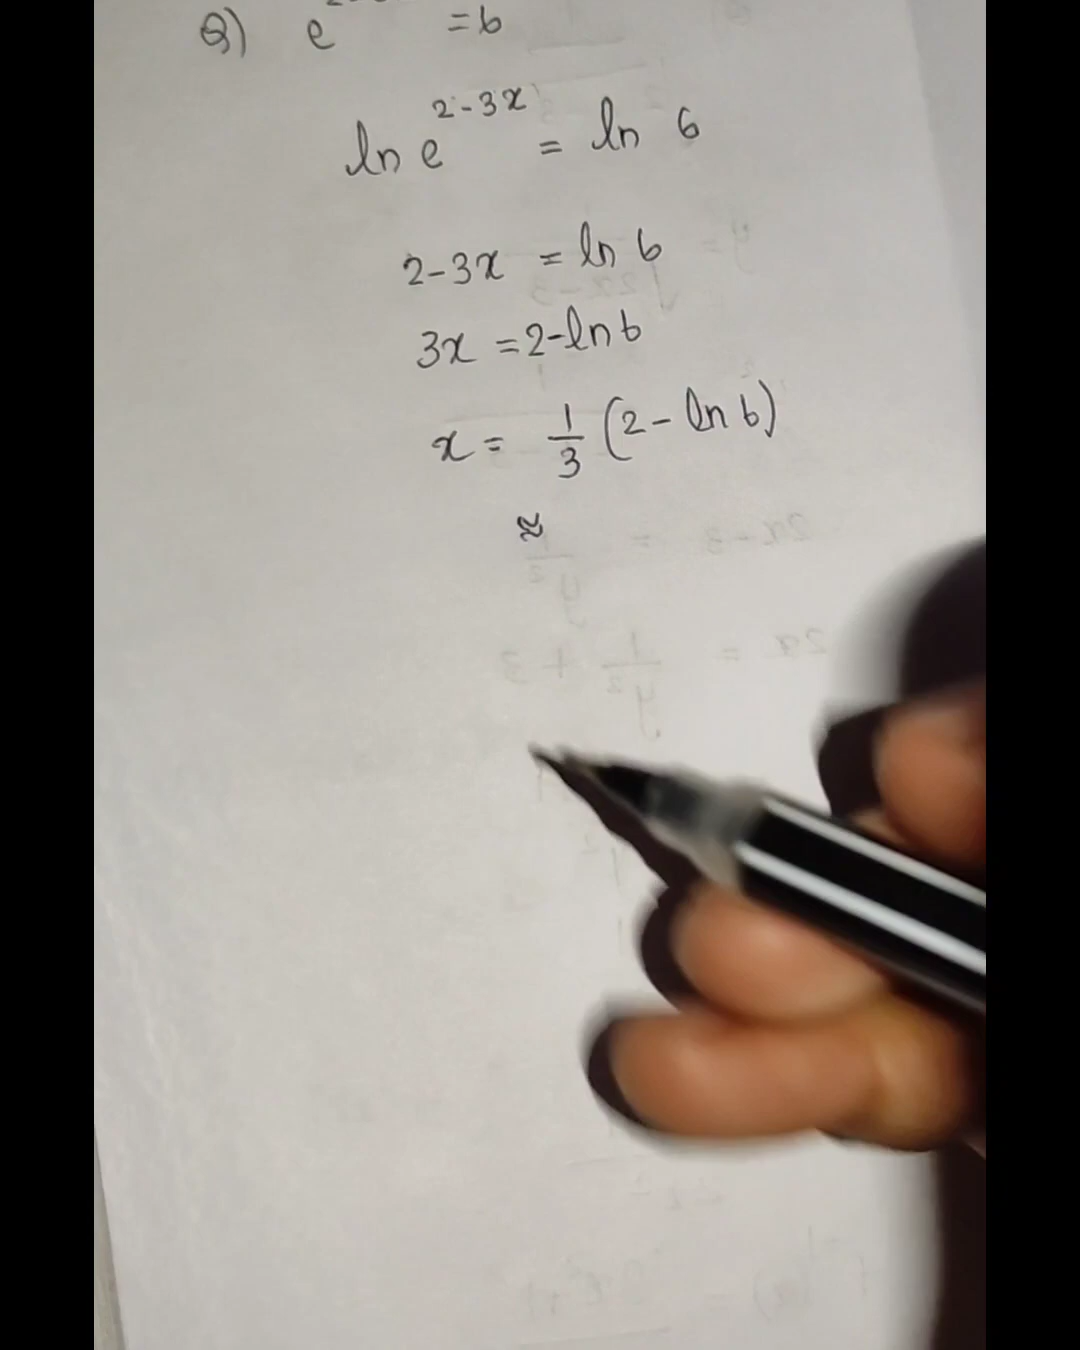 Q) e = 6
ln e^{2-3x} = ln 6
2-3x = ln 6
3x = 2-ln 6
x = 1/3 (2 - ln 6)
≈